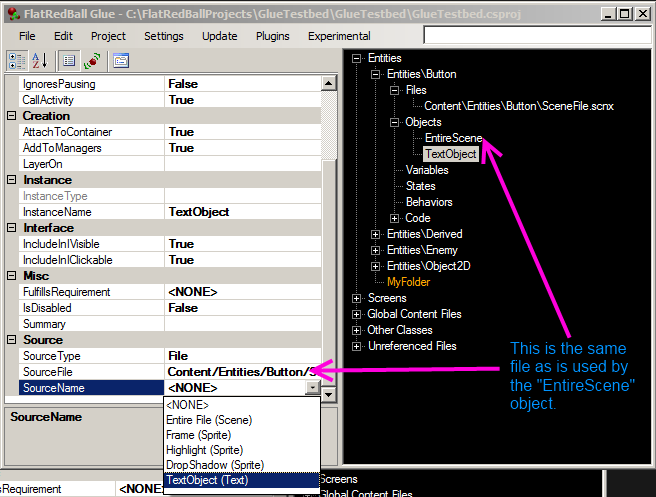 FlatRedBall Glue - C:\FlatRedBallProjects\GlueTestbed\GlueTestbed\GlueTestbed.csproj
File Edit Project Settings Update Plugins Experimental
IgnoresPausing False
CallActivity True
Creation
AttachToContainer True
AddToManagers True
LayerOn
Instance
InstanceType
InstanceName TextObject
Interface
IncludeInIVisible True
IncludeInIClickable True
Misc
FulfillsRequirement <NONE>
IsDisabled False
Summary
Source
SourceType File
SourceFile Content/Entities/Button/S
SourceName <NONE>
SourceName
<NONE>
Entire File (Scene)
Frame (Sprite)
Highlight (Sprite)
DropShadow (Sprite)
TextObject (Text)
Entities
Entities\Button
Files
Content\Entities\Button\SceneFile.scnx
Objects
EntireScene
TextObject
Variables
States
Behaviors
Code
Entities\Derived
Entities\Enemy
Entities\Object2D
MyFolder
Screens
Global Content Files
Other Classes
Unreferenced Files
This is the same
file as is used by
the "EntireScene"
object.
sRequirement <NON
Screens
Global Content Files